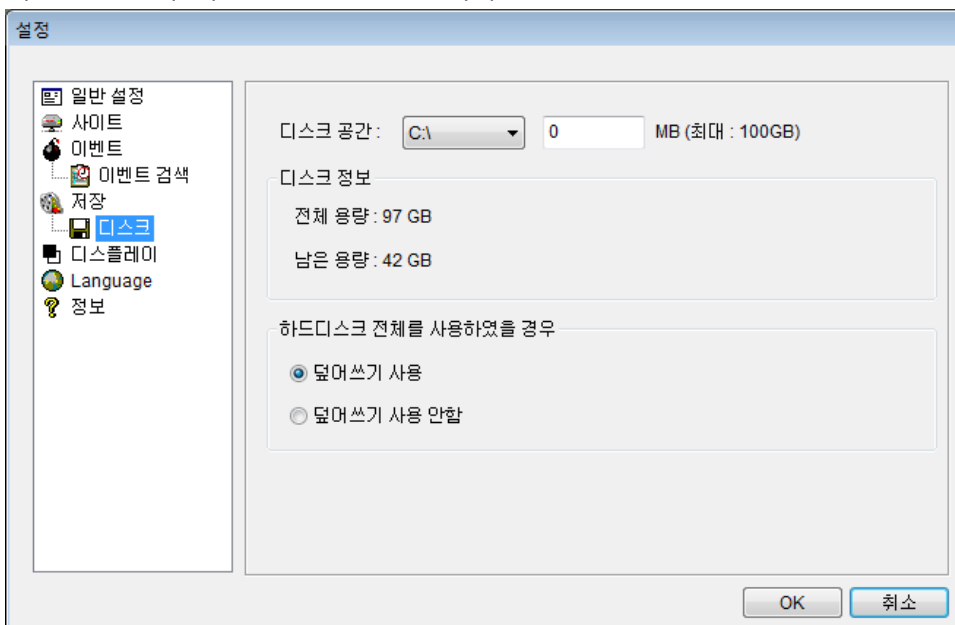 설정
일반 설정
사이트
이벤트
이벤트 검색
저장
디스크
디스플레이
Language
정보
디스크 공간 : C:\ 0 MB (최대 : 100GB)
디스크 정보
전체 용량 : 97 GB
남은 용량 : 42 GB
하드디스크 전체를 사용하였을 경우
덮어쓰기 사용
덮어쓰기 사용 안함
OK 취소